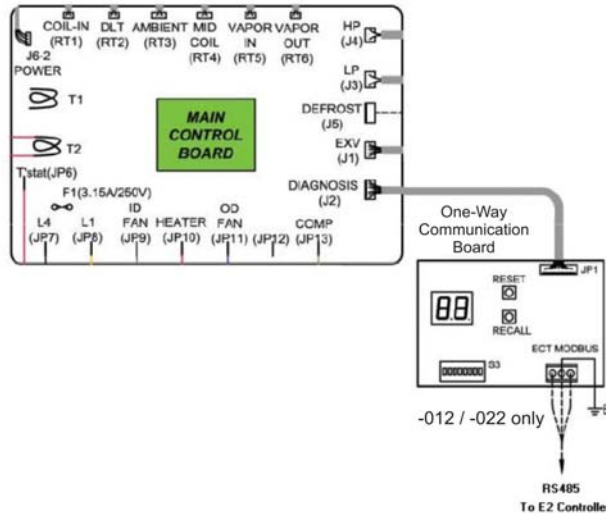 COIL-IN (RT1)
DLT (RT2)
AMBIENT (RT3)
MID COIL (RT4)
VAPOR IN (RT5)
VAPOR OUT (RT6)
HP (J4)
J6-2 POWER
LP (J3)
T1
DEFROST (J5)
MAIN
CONTROL
BOARD
T2
EXV (J1)
T'stat(JP6)
DIAGNOSIS (J2)
F1(3.15A/250V)
L4 (JP7)
L1 (JP8)
ID FAN (JP9)
HEATER (JP10)
OD FAN (JP11)
(JP12)
COMP (JP13)
One-Way
Communication
Board
JP1
RESET
RECALL
ECT MODBUS
S3
-012 / -022 only
RS485
To E2 Controlle